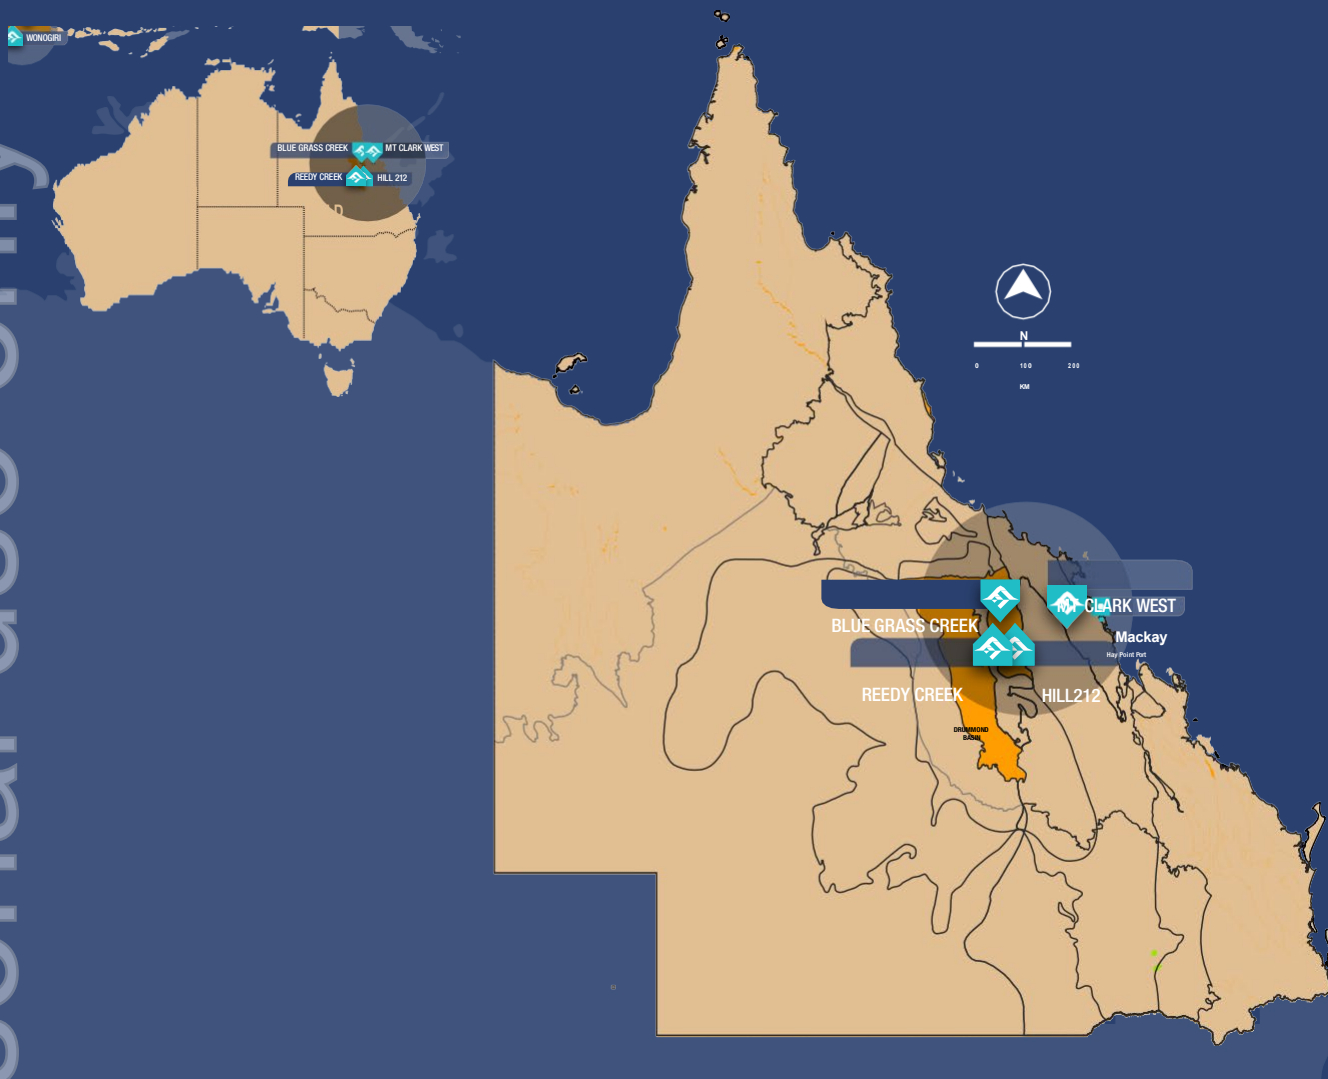 WONOGIRI
BLUE GRASS CREEK
MT CLARK WEST
REEDY CREEK
HILL 212
N
0 100 200
KM
MT CLARK WEST
BLUE GRASS CREEK
Mackay
Hay Point Port
REEDY CREEK
HILL212
DRUMMOND
BASIN